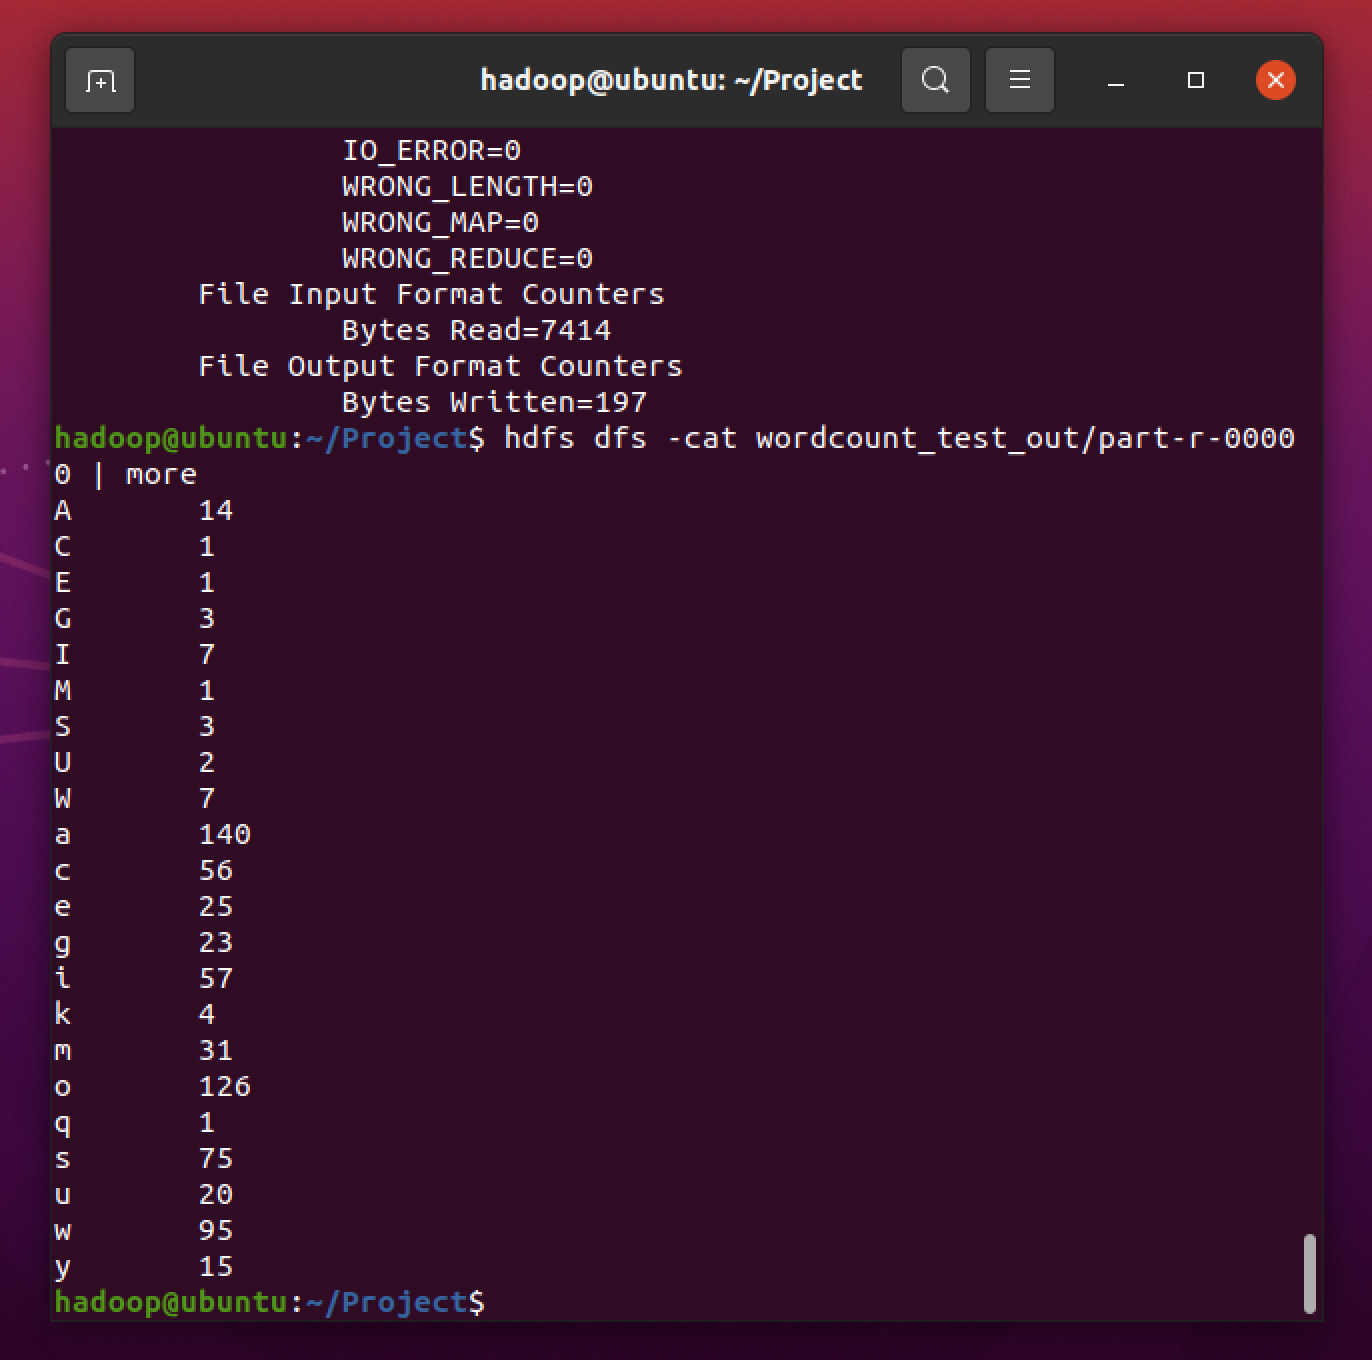 hadoop@ubuntu: ~/Project
IO_ERROR=0
WRONG_LENGTH=0
WRONG_MAP=0
WRONG_REDUCE=0
File Input Format Counters
Bytes Read=7414
File Output Format Counters
Bytes Written=197
hadoop@ubuntu:~/Project$ hdfs dfs -cat wordcount_test_out/part-r-0000
0 | more
A 14
C 1
E 1
G 3
I 7
M 1
S 3
U 2
W 7
a 140
c 56
e 25
g 23
i 57
k 4
m 31
o 126
q 1
s 75
u 20
w 95
y 15
hadoop@ubuntu:~/Project$